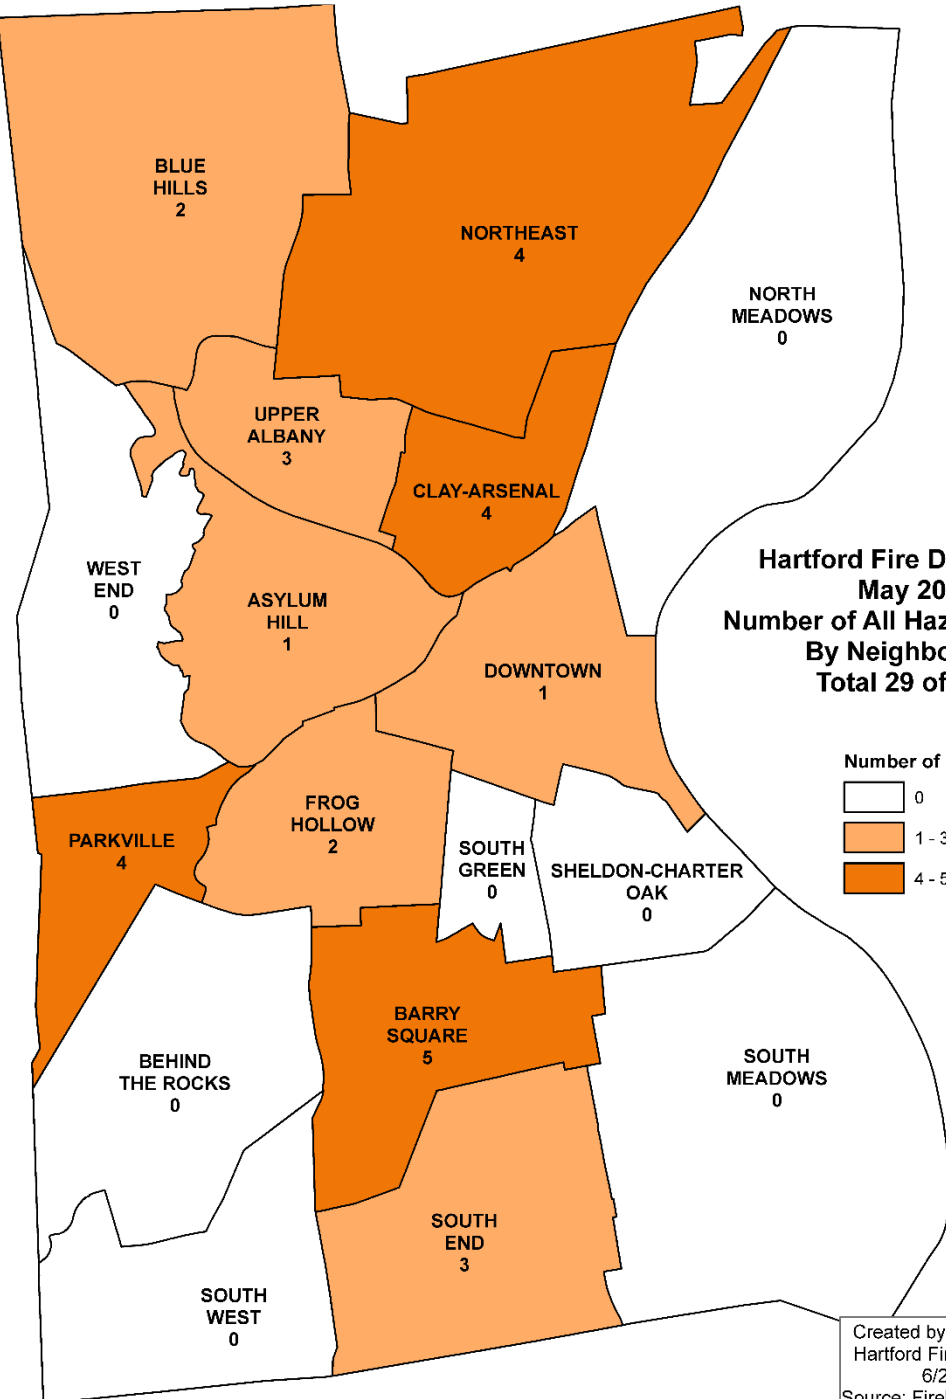 BLUE
HILLS
2
NORTHEAST
4
NORTH
MEADOWS
0
UPPER
ALBANY
3
CLAY-ARSENAL
4
WEST
END
0
ASYLUM
HILL
1
DOWNTOWN
1
Hartford Fire D
May 20
Number of All Haz
By Neighbo
Total 29 of
Number of
0
1 - 3
4 - 5
PARKVILLE
4
FROG
HOLLOW
2
SOUTH
GREEN
0
SHELDON-CHARTER
OAK
0
BARRY
SQUARE
5
BEHIND
THE ROCKS
0
SOUTH
MEADOWS
0
SOUTH
END
3
SOUTH
WEST
0
Created by
Hartford Fir
6/2
Source: Fire